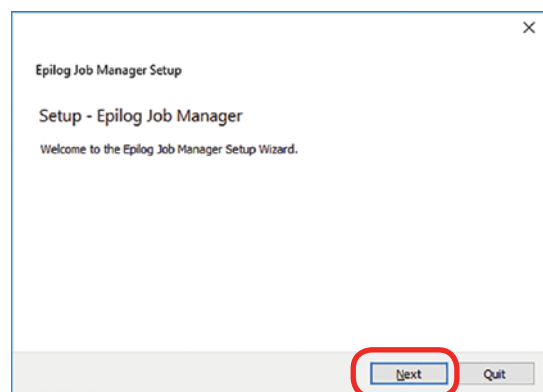 Epilog Job Manager Setup
Setup - Epilog Job Manager
Welcome to the Epilog Job Manager Setup Wizard.
Next Quit